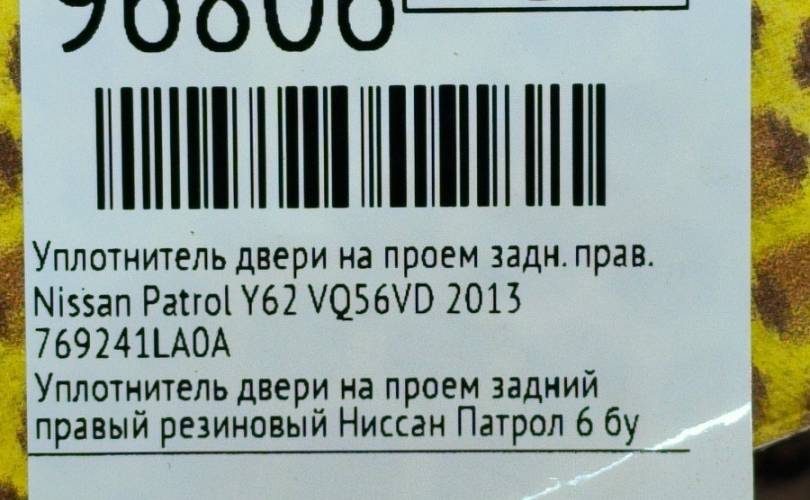 96806
Уплотнитель двери на проем задн. прав.
Nissan Patrol Y62 VQ56VD 2013
769241LA0A
Уплотнитель двери на проем задний
правый резиновый Ниссан Патрол 6 бу